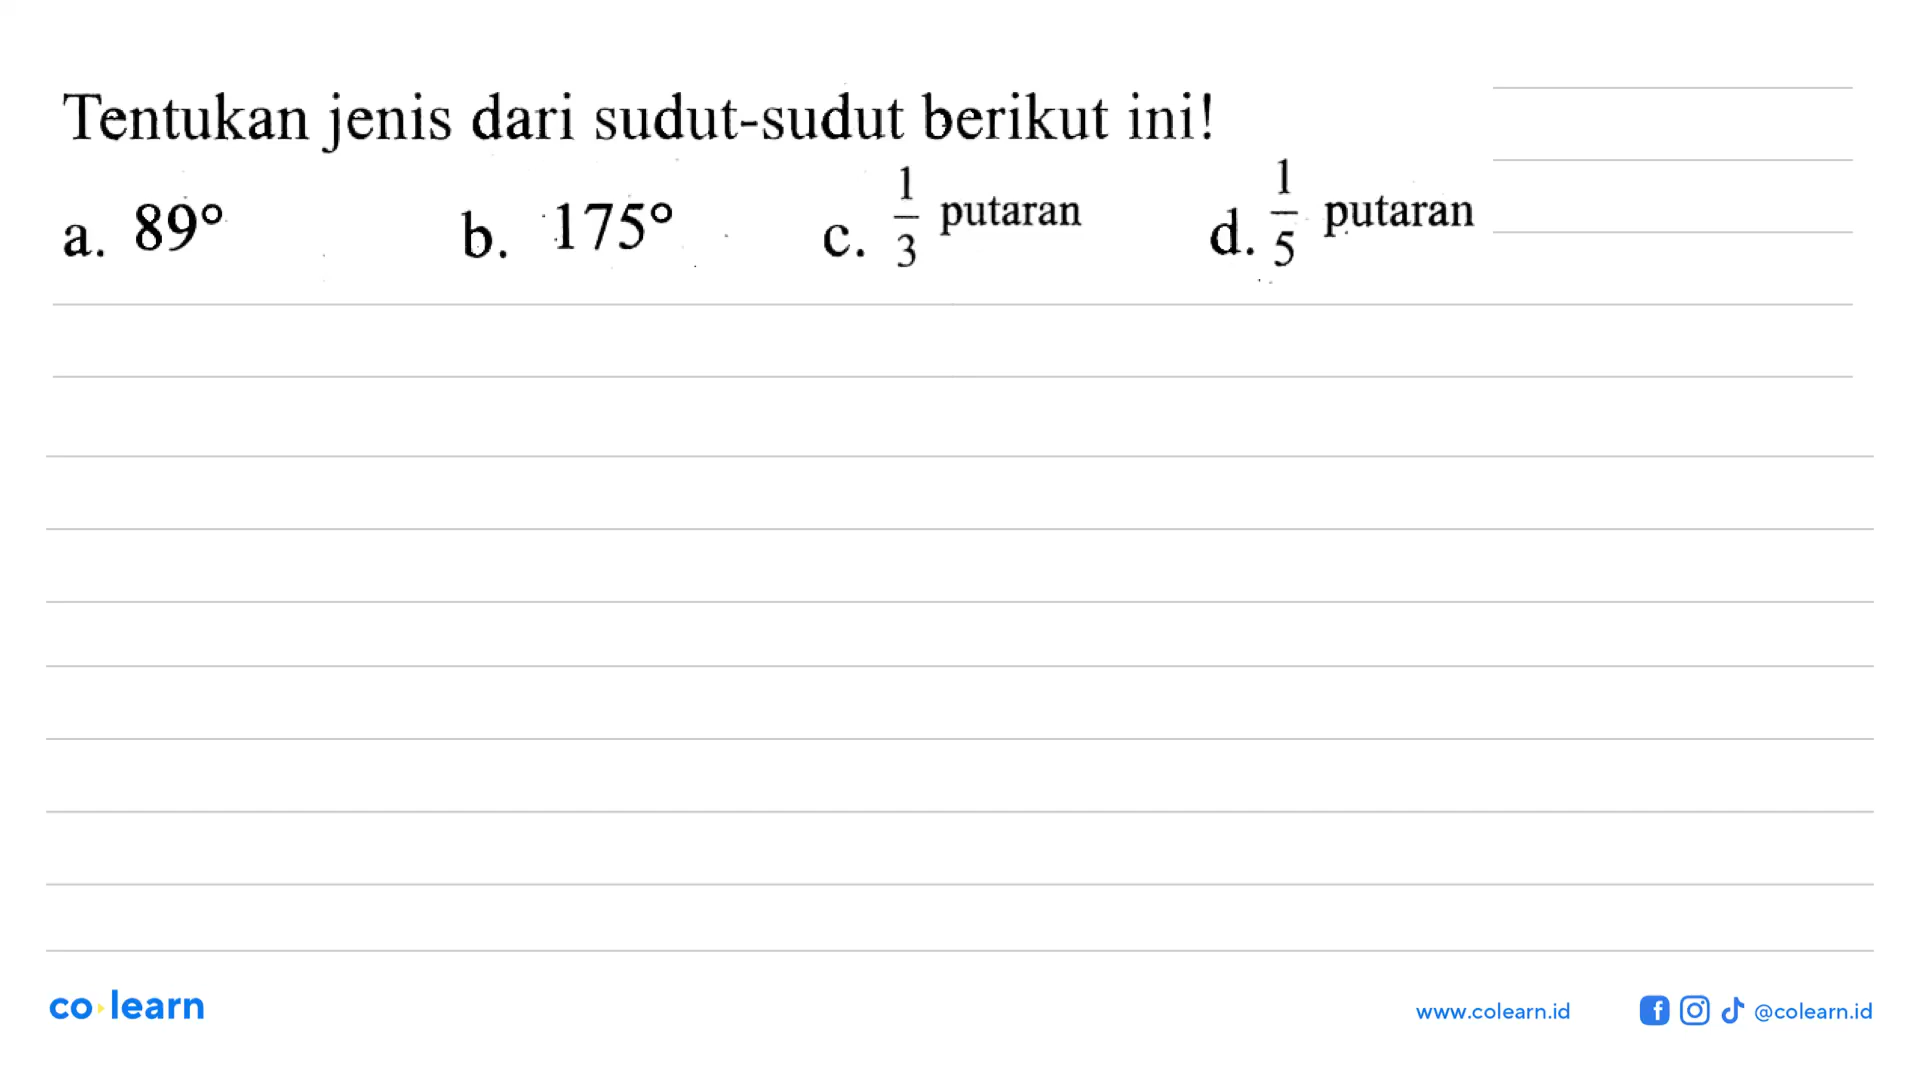 Tentukan jenis dari sudut-sudut berikut ini!
a. 89° b. 175° c. 1/3 putaran d. 1/5 putaran
co learn www.colearn.id @colearn.id